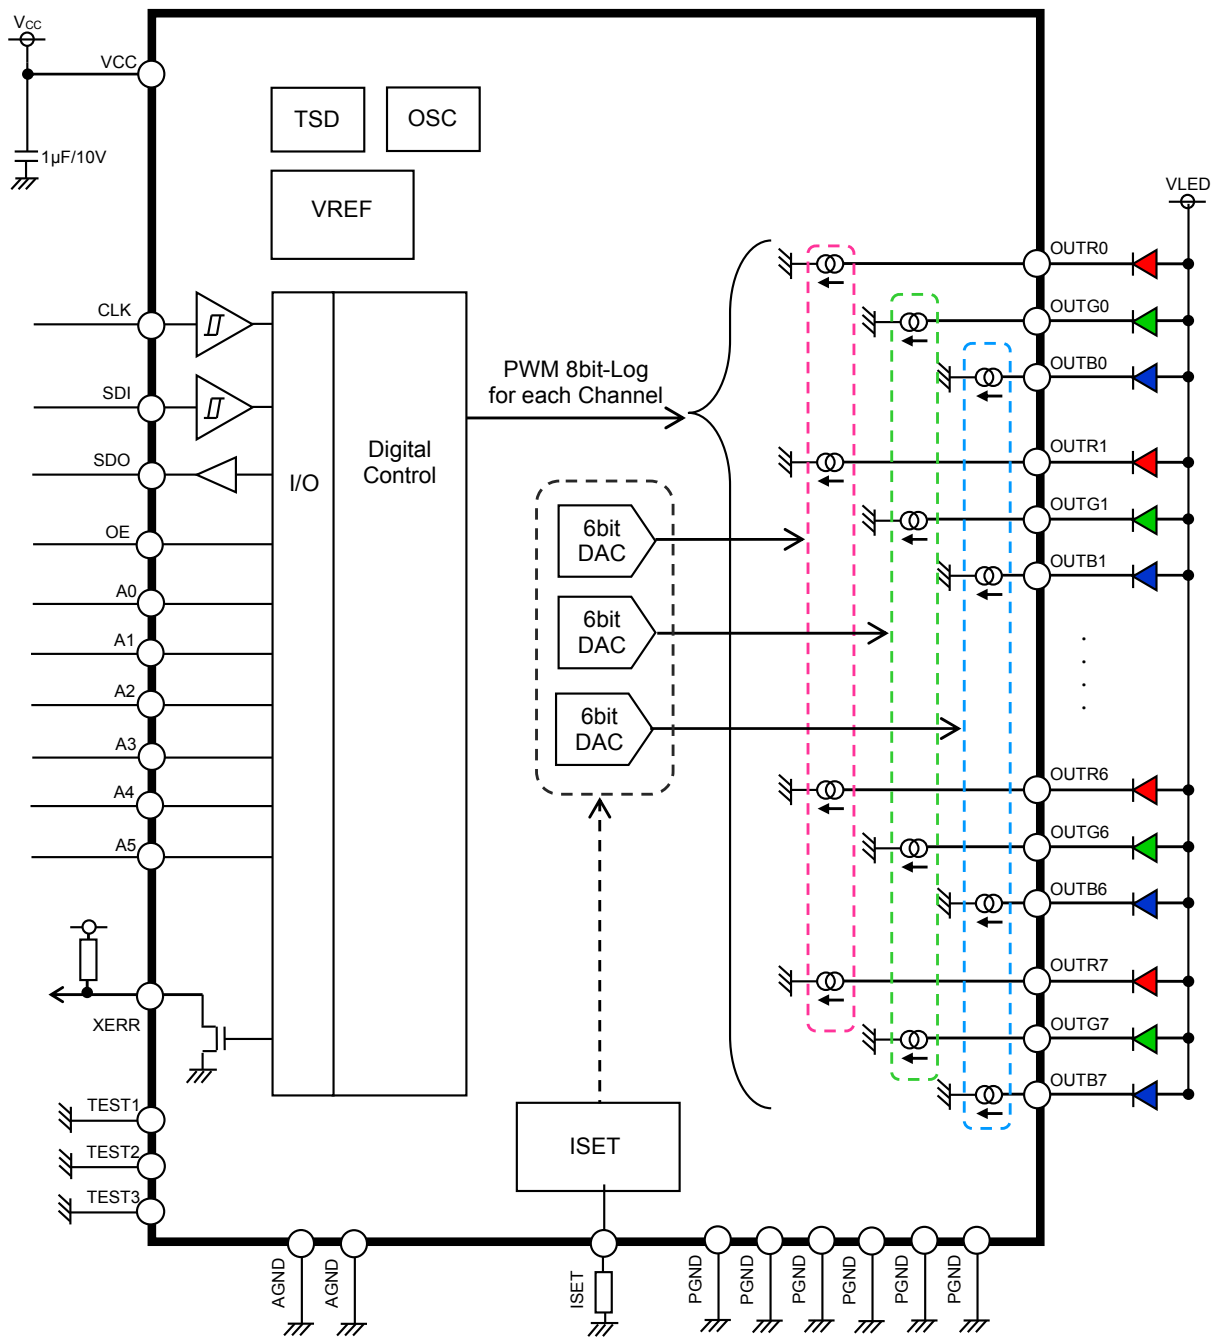 VCC
VCC
1µF/10V
TSD
OSC
VREF
VLED
CLK
SDI
SDO
OE
A0
A1
A2
A3
A4
A5
XERR
TEST1
TEST2
TEST3
I/O
Digital
Control
PWM 8bit-Log
for each Channel
6bit
DAC
6bit
DAC
6bit
DAC
ISET
OUTR0
OUTG0
OUTB0
OUTR1
OUTG1
OUTB1
OUTR6
OUTG6
OUTB6
OUTR7
OUTG7
OUTB7
AGND
AGND
ISET
PGND
PGND
PGND
PGND
PGND
PGND